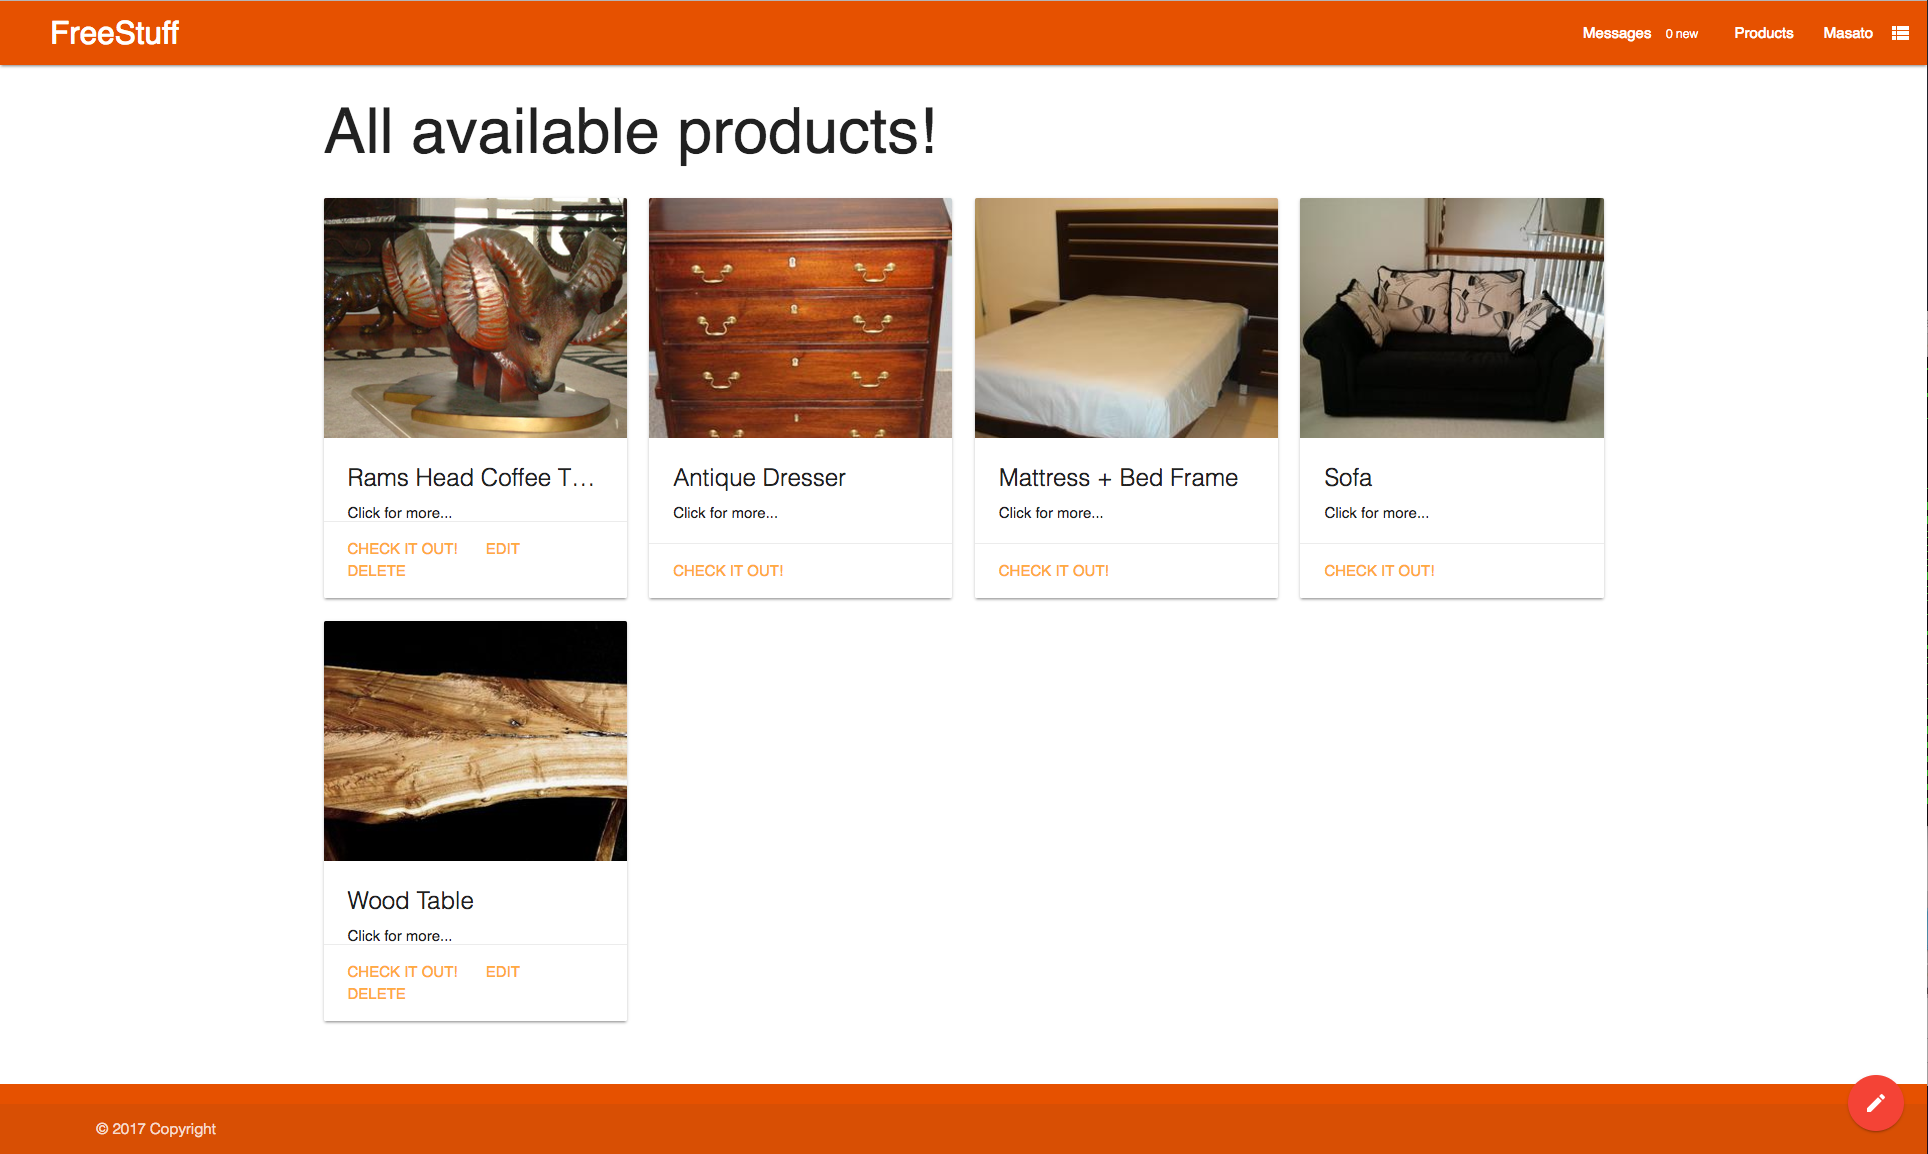 FreeStuff
Messages 0 new Products Masato
All available products!
Rams Head Coffee T...
Click for more...
CHECK IT OUT! EDIT
DELETE
Antique Dresser
Click for more...
CHECK IT OUT!
Mattress + Bed Frame
Click for more...
CHECK IT OUT!
Sofa
Click for more...
CHECK IT OUT!
Wood Table
Click for more...
CHECK IT OUT! EDIT
DELETE
© 2017 Copyright